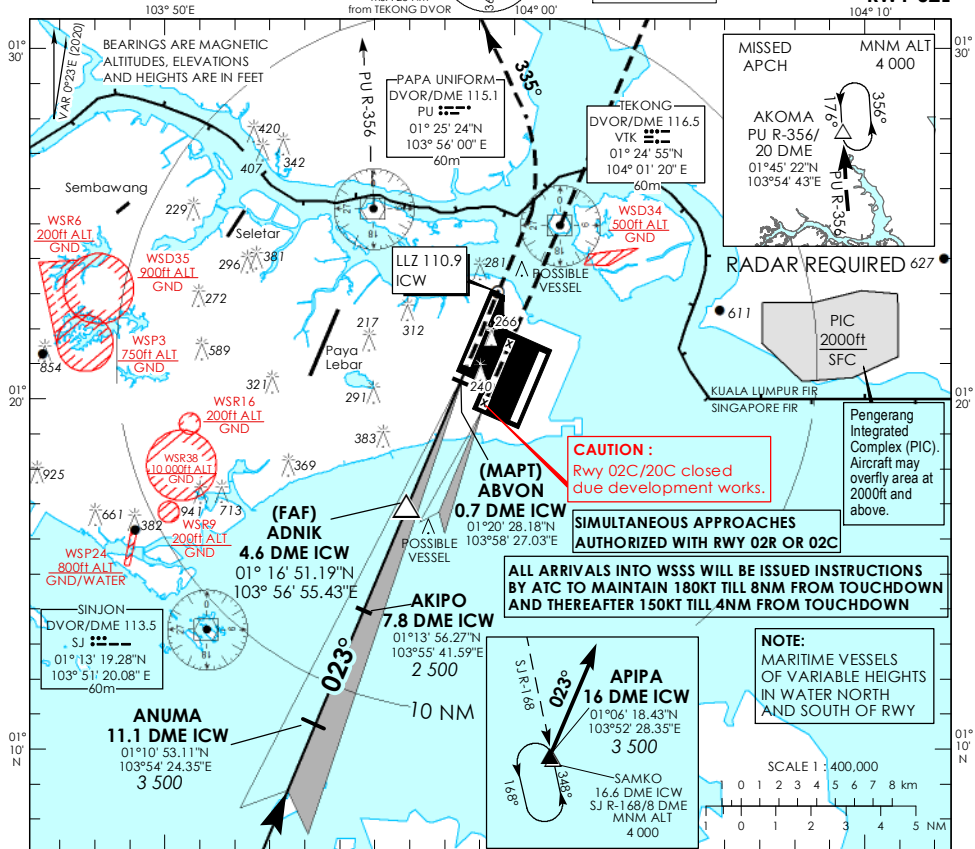 103° 50' E
from TEKONG DVOR
104° 00'
104° 10'
01°
30'
BEARINGS ARE MAGNETIC
ALTITUDES, ELEVATIONS
AND HEIGHTS ARE IN FEET
VAR 0°23'E (2020)
PU R-356
335°
PAPA UNIFORM
DVOR/DME 115.1
PU
01° 25' 24"N
103° 56' 00" E
60m
TEKONG
DVOR/DME 116.5
VTK
01° 24' 55"N
104° 01' 20" E
60m
MISSED
APCH
MNM ALT
4 000
AKOMA
PU R-356/
20 DME
01°45' 22"N
103°54' 43"E
176°
356°
PU R-356
01°
30'
420
407
342
Sembawang
229
Seletar
296
381
WSR6
200ft ALT
GND
WSD35
900ft ALT
GND
WSP3
750ft ALT
GND
854
272
589
321
217
312
Paya
Lebar
291
383
LLZ 110.9
ICW
281
POSSIBLE
VESSEL
266
240
WSD34
500ft ALT
GND
RADAR REQUIRED
627
611
PIC
2000ft
SFC
KUALA LUMPUR FIR
SINGAPORE FIR
01°
20'
01°
20'
Pengerang
Integrated
Complex (PIC).
Aircraft may
overfly area at
2000ft and
above.
WSR16
200ft ALT
GND
WSR38
10 000ft ALT
GND
925
369
661
382
941
713
WSR9
200ft ALT
GND
WSP24
800ft ALT
GND/WATER
CAUTION :
Rwy 02C/20C closed
due development works.
(MAPT)
ABVON
0.7 DME ICW
01°20' 28.18"N
103°58' 27.03"E
(FAF)
ADNIK
4.6 DME ICW
01° 16' 51.19"N
103° 56' 55.43"E
POSSIBLE
VESSEL
SIMULTANEOUS APPROACHES
AUTHORIZED WITH RWY 02R OR 02C
ALL ARRIVALS INTO WSSS WILL BE ISSUED INSTRUCTIONS
BY ATC TO MAINTAIN 180KT TILL 8NM FROM TOUCHDOWN
AND THEREAFTER 150KT TILL 4NM FROM TOUCHDOWN
SINJON
DVOR/DME 113.5
SJ
01°13' 19.28"N
103° 51' 20.08" E
60m
AKIPO
7.8 DME ICW
01°13' 56.27"N
103°55' 41.59"E
2 500
023°
10 NM
ANUMA
11.1 DME ICW
01°10' 53.11"N
103°54' 24.35"E
3 500
SJ R-168
023°
APIPA
16 DME ICW
01°06' 18.43"N
103°52' 28.35"E
3 500
168°
348°
SAMKO
16.6 DME ICW
SJ R-168/8 DME
MNM ALT
4 000
NOTE:
MARITIME VESSELS
OF VARIABLE HEIGHTS
IN WATER NORTH
AND SOUTH OF RWY
01°
10'
N
01°
10'
N
SCALE 1 : 400,000
1 0 1 2 3 4 5 6 7 8 km
1 0 1 2 3 4 5 NM